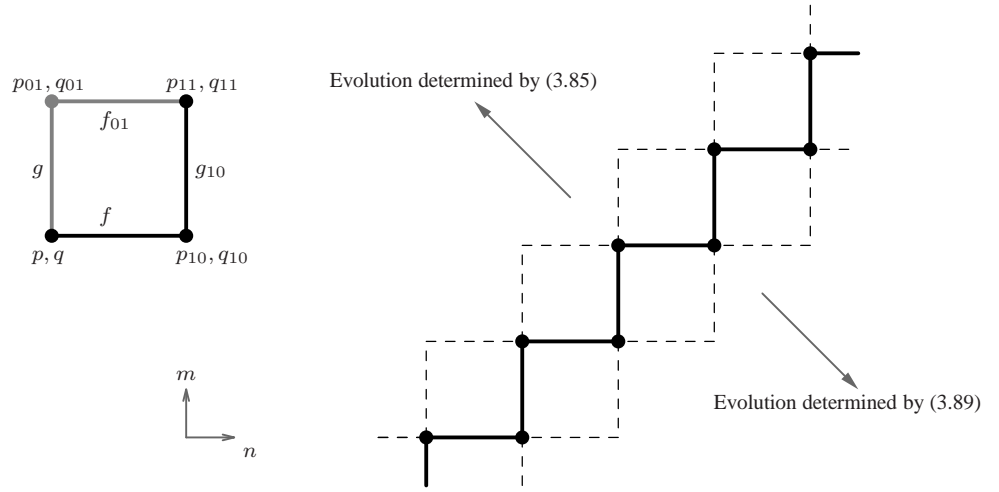 p₀₁, q₀₁
p₁₁, q₁₁
f₀₁
g
g₁₀
f
p, q
p₁₀, q₁₀
m
n
Evolution determined by (3.85)
Evolution determined by (3.89)